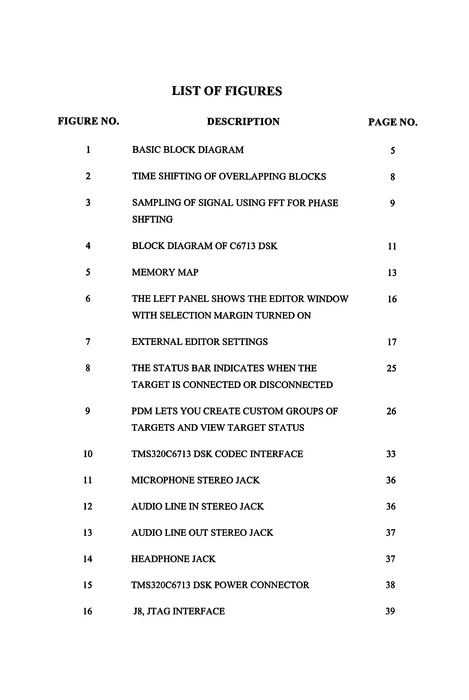 LIST OF FIGURES
FIGURE NO. DESCRIPTION PAGE NO.
1 BASIC BLOCK DIAGRAM 5
2 TIME SHIFTING OF OVERLAPPING BLOCKS 8
3 SAMPLING OF SIGNAL USING FFT FOR PHASE 9
SHFTING
4 BLOCK DIAGRAM OF C6713 DSK 11
5 MEMORY MAP 13
6 THE LEFT PANEL SHOWS THE EDITOR WINDOW 16
WITH SELECTION MARGIN TURNED ON
7 EXTERNAL EDITOR SETTINGS 17
8 THE STATUS BAR INDICATES WHEN THE 25
TARGET IS CONNECTED OR DISCONNECTED
9 PDM LETS YOU CREATE CUSTOM GROUPS OF 26
TARGETS AND VIEW TARGET STATUS
10 TMS320C6713 DSK CODEC INTERFACE 33
11 MICROPHONE STEREO JACK 36
12 AUDIO LINE IN STEREO JACK 36
13 AUDIO LINE OUT STEREO JACK 37
14 HEADPHONE JACK 37
15 TMS320C6713 DSK POWER CONNECTOR 38
16 J8, JTAG INTERFACE 39